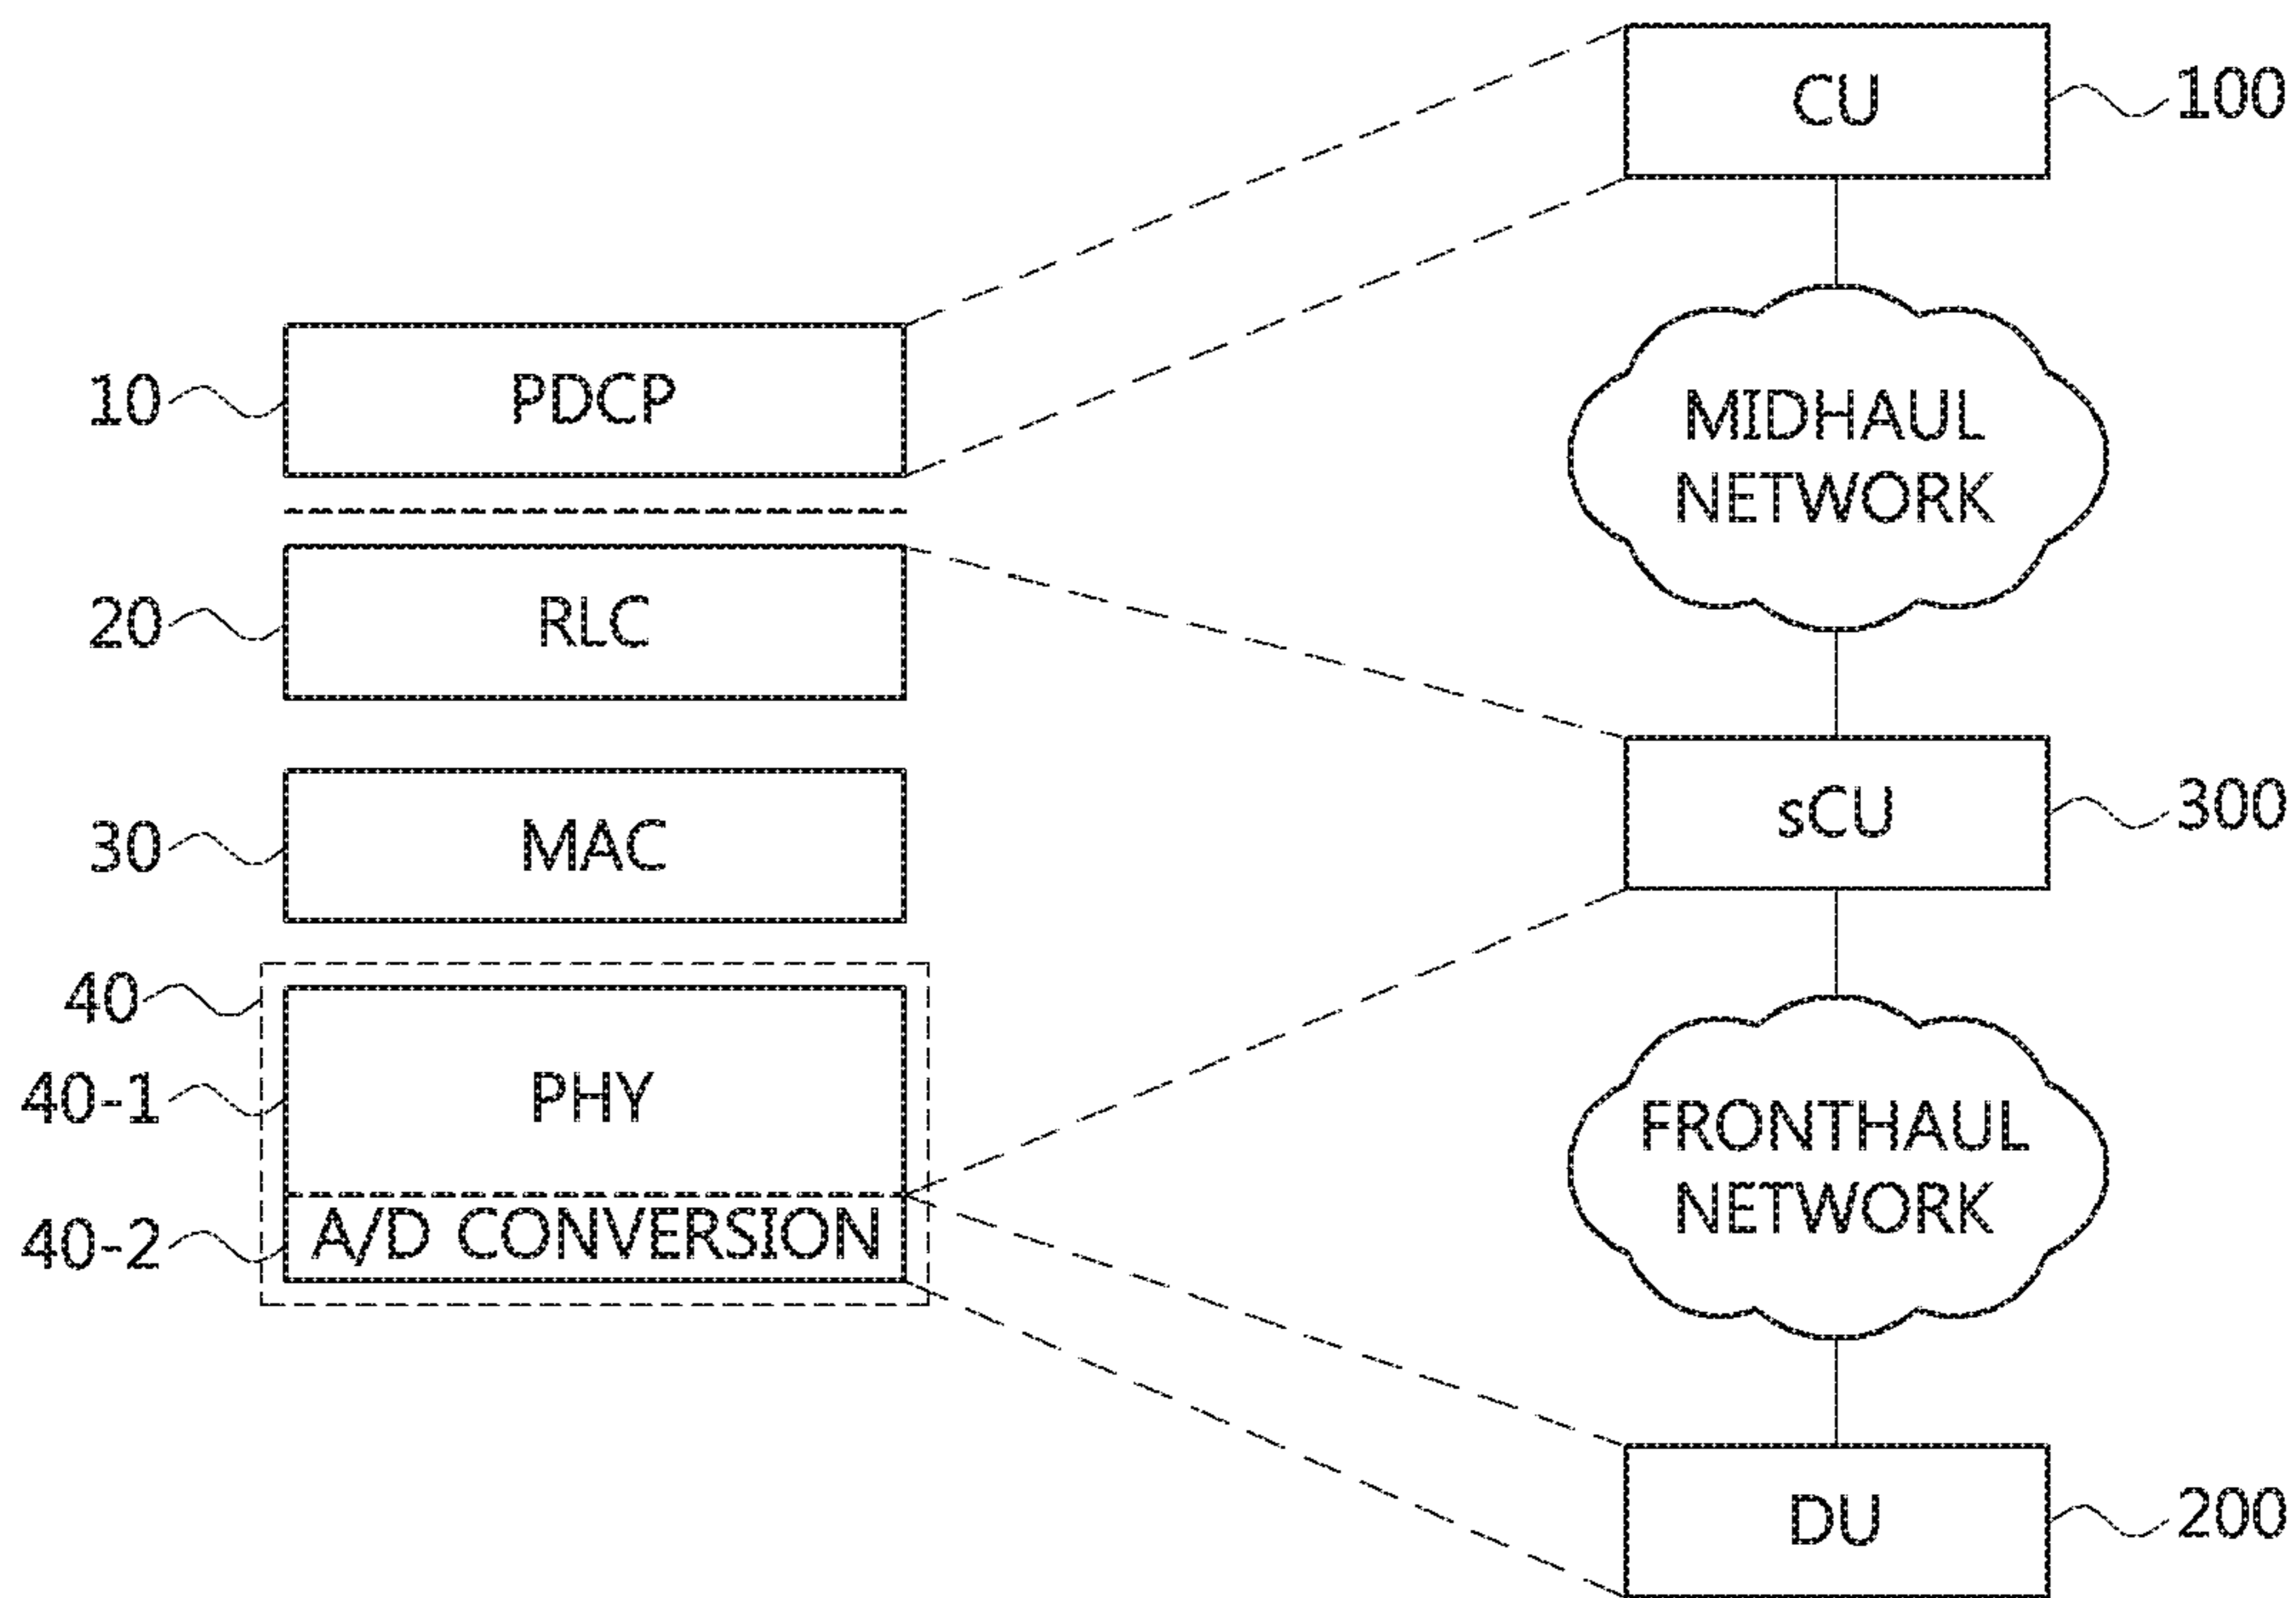 CU
100
PDCP
10
MIDHAUL
NETWORK
RLC
20
sCU
300
MAC
30
40
PHY
40-1
FRONTHAUL
NETWORK
A/D CONVERSION
40-2
DU
200